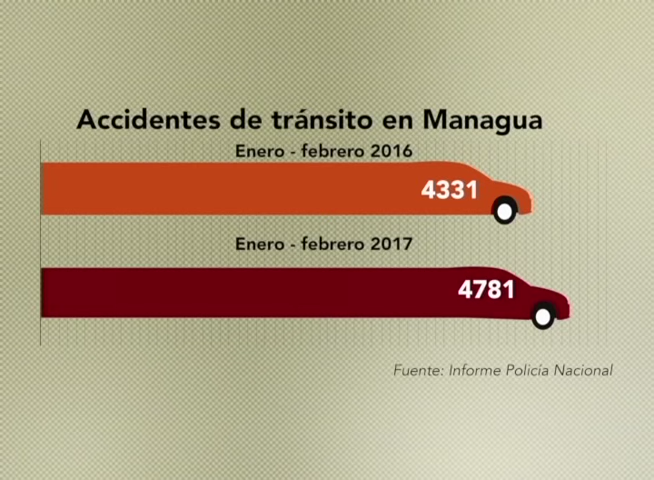 Accidentes de tránsito en Managua
Enero - febrero 2016
4331
Enero - febrero 2017
4781
Fuente: Informe Policía Nacional